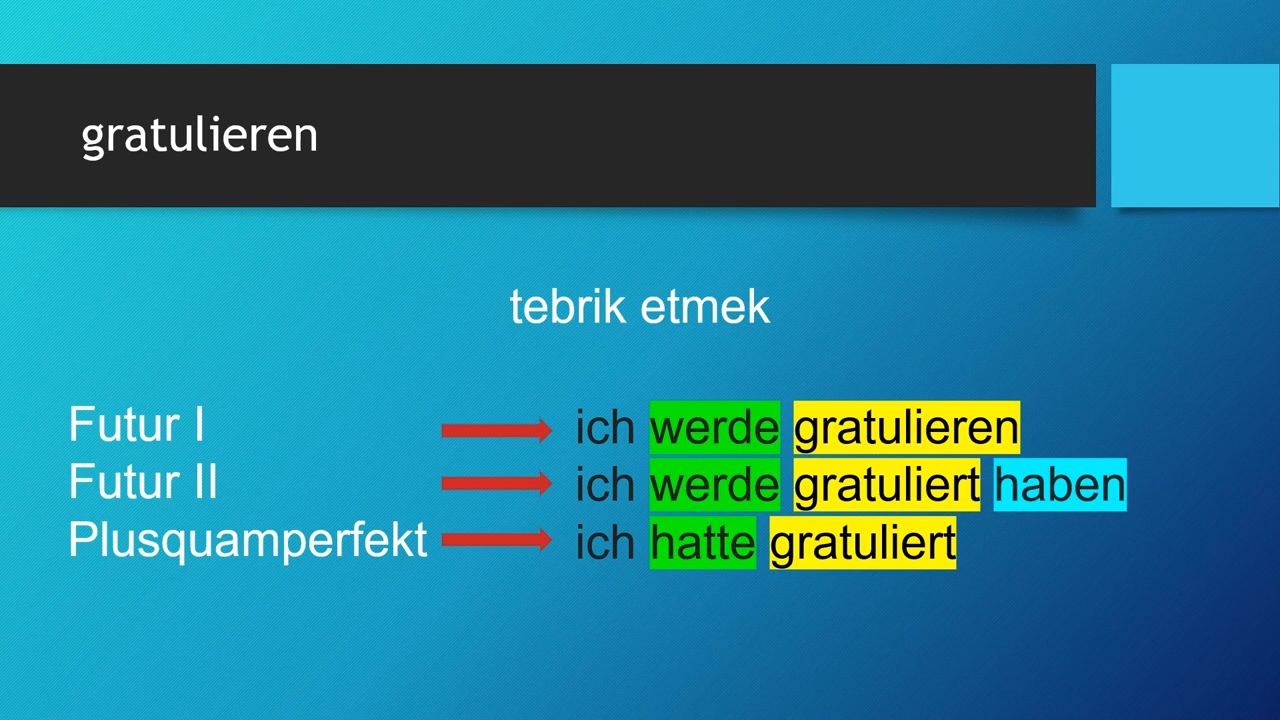 gratulieren
tebrik etmek
Futur I ich werde gratulieren
Futur II ich werde gratuliert haben
Plusquamperfekt ich hatte gratuliert